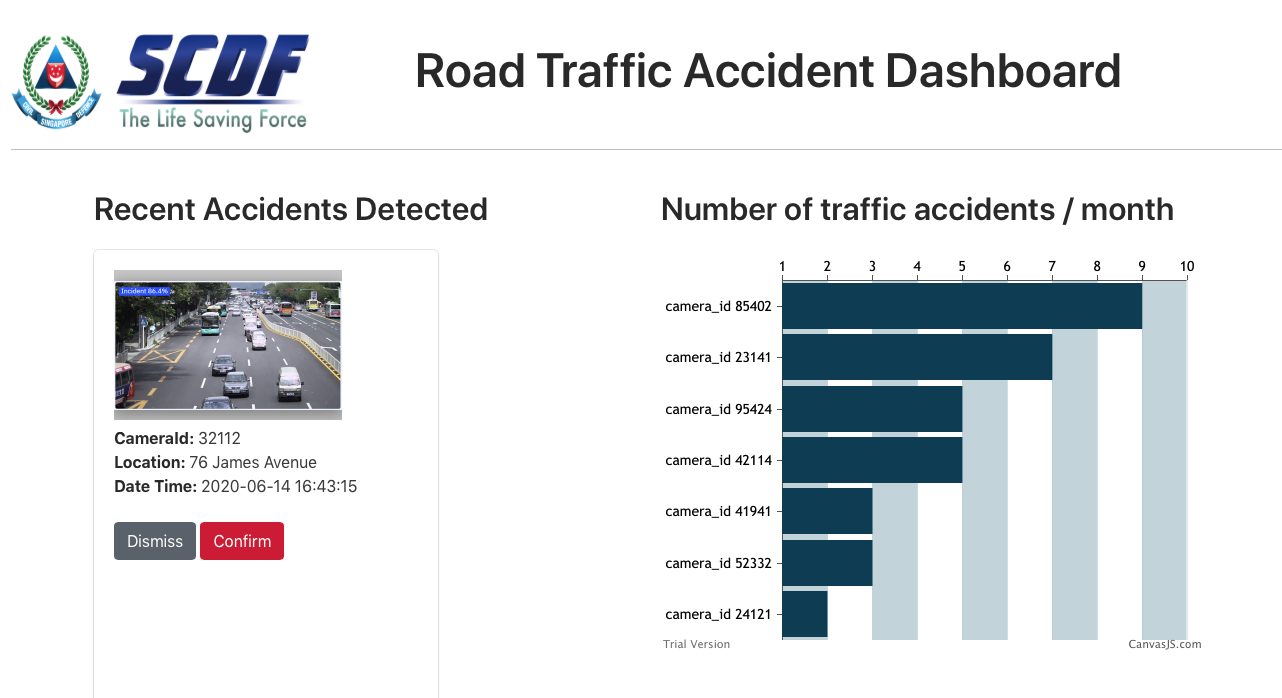 CIVIL SINGAPORE DEFENCE
SCDF
The Life Saving Force
Road Traffic Accident Dashboard
Recent Accidents Detected
Incident 86.4%
CameraId: 32112
Location: 76 James Avenue
Date Time: 2020-06-14 16:43:15
Dismiss Confirm
Number of traffic accidents / month
1 2 3 4 5 6 7 8 9 10
camera_id 85402
camera_id 23141
camera_id 95424
camera_id 42114
camera_id 41941
camera_id 52332
camera_id 24121
Trial Version CanvasJS.com